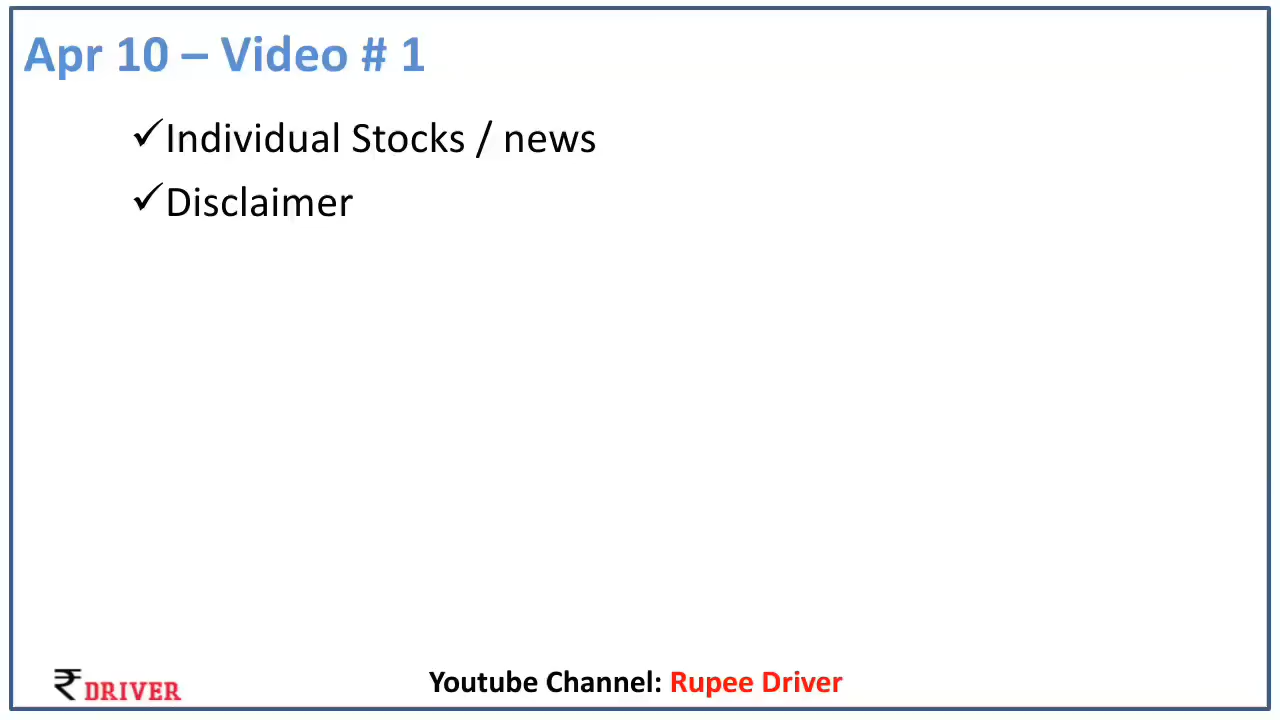 Apr 10 – Video # 1
✓Individual Stocks / news
✓Disclaimer
₹ DRIVER
Youtube Channel: Rupee Driver